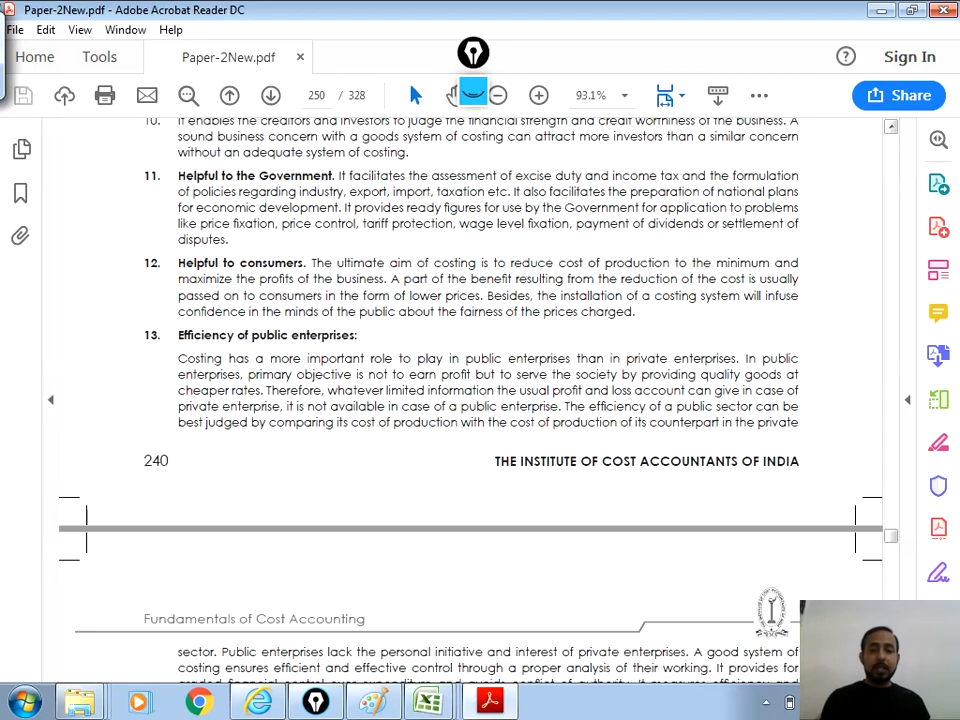 Paper-2New.pdf - Adobe Acrobat Reader DC
File Edit View Window Help
Home Tools Paper-2New.pdf × ? Sign In
250 / 328 93.1% Share
10. It enables the creditors and investors to judge the financial strength and credit worthiness of the business. A
sound business concern with a goods system of costing can attract more investors than a similar concern
without an adequate system of costing.
11. Helpful to the Government. It facilitates the assessment of excise duty and income tax and the formulation
of policies regarding industry, export, import, taxation etc. It also facilitates the preparation of national plans
for economic development. It provides ready figures for use by the Government for application to problems
like price fixation, price control, tariff protection, wage level fixation, payment of dividends or settlement of
disputes.
12. Helpful to consumers. The ultimate aim of costing is to reduce cost of production to the minimum and
maximize the profits of the business. A part of the benefit resulting from the reduction of the cost is usually
passed on to consumers in the form of lower prices. Besides, the installation of a costing system will infuse
confidence in the minds of the public about the fairness of the prices charged.
13. Efficiency of public enterprises:
Costing has a more important role to play in public enterprises than in private enterprises. In public
enterprises, primary objective is not to earn profit but to serve the society by providing quality goods at
cheaper rates. Therefore, whatever limited information the usual profit and loss account can give in case of
private enterprise, it is not available in case of a public enterprise. The efficiency of a public sector can be
best judged by comparing its cost of production with the cost of production of its counterpart in the private
240 THE INSTITUTE OF COST ACCOUNTANTS OF INDIA
Fundamentals of Cost Accounting
sector. Public enterprises lack the personal initiative and interest of private enterprises. A good system of
costing ensures efficient and effective control through a proper analysis of their working. It provides for